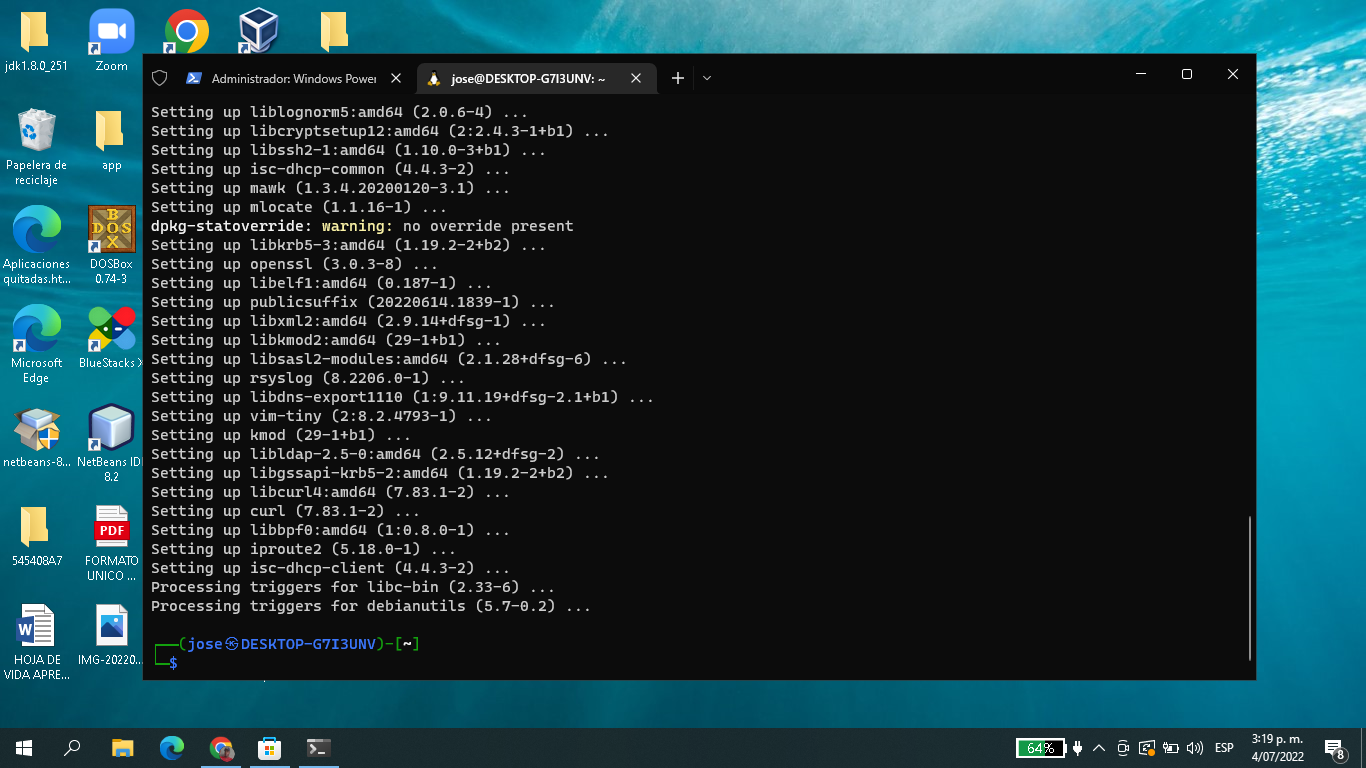 jdk1.8.0_251
Zoom
Papelera de
reciclaje
app
Aplicaciones
quitadas.ht...
DOSBox
0.74-3
Microsoft
Edge
BlueStacks X
netbeans-8...
NetBeans IDE
8.2
545408A7
PDF
FORMATO
UNICO ...
HOJA DE
VIDA APRE...
IMG-20220...
Administrador: Windows Power
jose@DESKTOP-G7I3UNV: ~
Setting up liblognorm5:amd64 (2.0.6-4) ...
Setting up libcryptsetup12:amd64 (2:2.4.3-1+b1) ...
Setting up libssh2-1:amd64 (1.10.0-3+b1) ...
Setting up isc-dhcp-common (4.4.3-2) ...
Setting up mawk (1.3.4.20200120-3.1) ...
Setting up mlocate (1.1.16-1) ...
dpkg-statoverride: warning: no override present
Setting up libkrb5-3:amd64 (1.19.2-2+b2) ...
Setting up openssl (3.0.3-8) ...
Setting up libelf1:amd64 (0.187-1) ...
Setting up publicsuffix (20220614.1839-1) ...
Setting up libxml2:amd64 (2.9.14+dfsg-1) ...
Setting up libkmod2:amd64 (29-1+b1) ...
Setting up libsasl2-modules:amd64 (2.1.28+dfsg-6) ...
Setting up rsyslog (8.2206.0-1) ...
Setting up libdns-export1110 (1:9.11.19+dfsg-2.1+b1) ...
Setting up vim-tiny (2:8.2.4793-1) ...
Setting up kmod (29-1+b1) ...
Setting up libldap-2.5-0:amd64 (2.5.12+dfsg-2) ...
Setting up libgssapi-krb5-2:amd64 (1.19.2-2+b2) ...
Setting up libcurl4:amd64 (7.83.1-2) ...
Setting up curl (7.83.1-2) ...
Setting up libbpf0:amd64 (1:0.8.0-1) ...
Setting up iproute2 (5.18.0-1) ...
Setting up isc-dhcp-client (4.4.3-2) ...
Processing triggers for libc-bin (2.33-6) ...
Processing triggers for debianutils (5.7-0.2) ...
┌──(jose㉿DESKTOP-G7I3UNV)-[~]
└─$
64%
ESP
3:19 p. m.
4/07/2022
8